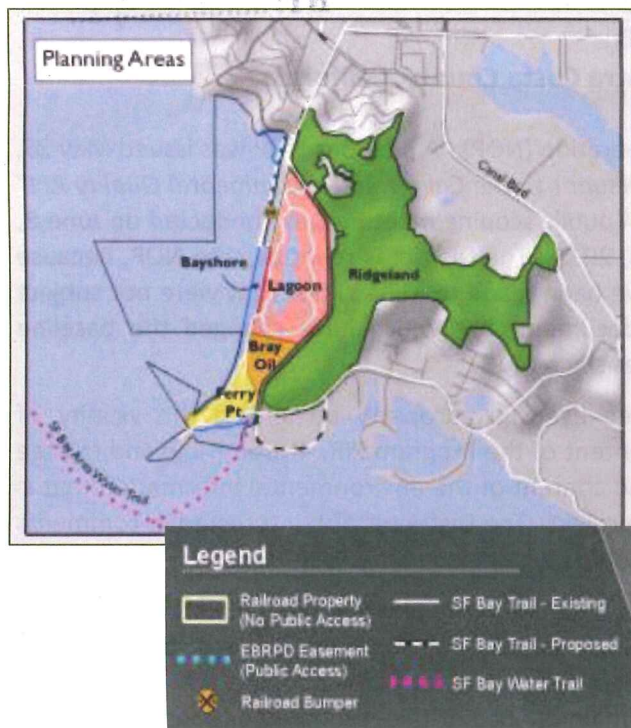 Planning Areas
Canal Blvd
Bayshore
Lagoon
Ridgeland
Bray
Oil
Ferry
Pt.
SF Bay Area Water Trail
Legend
Railroad Property
(No Public Access)
EBRPD Easement
(Public Access)
Railroad Bumper
SF Bay Trail - Existing
SF Bay Trail - Proposed
SF Bay Water Trail